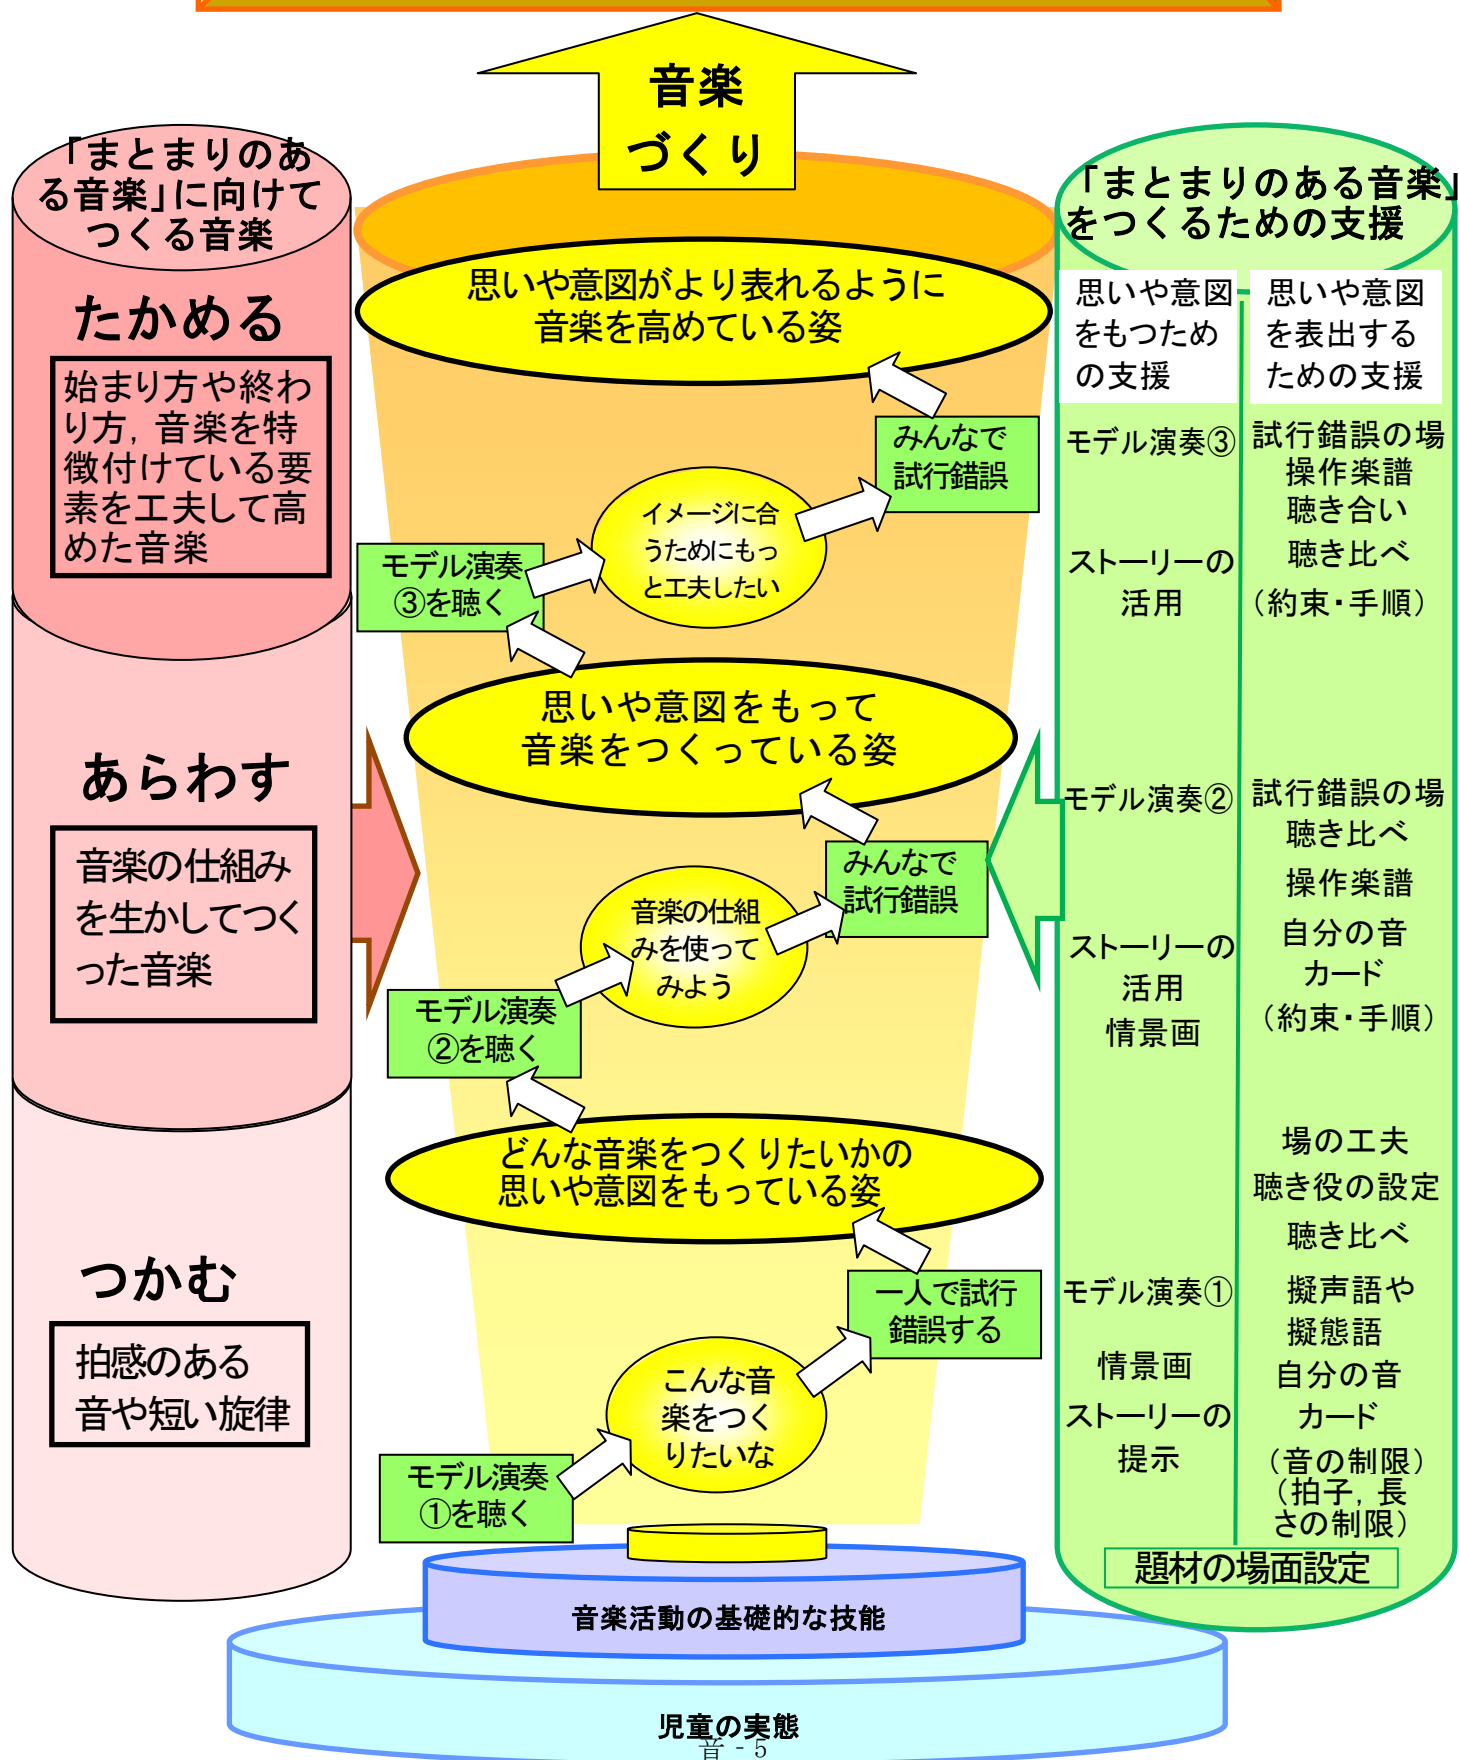 音楽
づくり
「まとまりのあ
る音楽」に向けて
つくる音楽
たかめる
始まり方や終わ
り方，音楽を特
徴付けている要
素を工夫して高
めた音楽
あらわす
音楽の仕組み
を生かしてつく
った音楽
つかむ
拍感のある
音や短い旋律
思いや意図がより表れるように
音楽を高めている姿
みんなで
試行錯誤
イメージに合
うためにもっ
と工夫したい
モデル演奏
③を聴く
思いや意図をもって
音楽をつくっている姿
みんなで
試行錯誤
音楽の仕組
みを使って
みよう
モデル演奏
②を聴く
どんな音楽をつくりたいかの
思いや意図をもっている姿
一人で試行
錯誤する
こんな音
楽をつく
りたいな
モデル演奏
①を聴く
「まとまりのある音楽」
をつくるための支援
思いや意図
をもつため
の支援
モデル演奏③
ストーリーの
活用
モデル演奏②
ストーリーの
活用
情景画
モデル演奏①
情景画
ストーリーの
提示
思いや意図
を表出する
ための支援
試行錯誤の場
操作楽譜
聴き合い
聴き比べ
（約束・手順）
試行錯誤の場
聴き比べ
操作楽譜
自分の音
カード
（約束・手順）
場の工夫
聴き役の設定
聴き比べ
擬声語や
擬態語
自分の音
カード
（音の制限）
（拍子，長
さの制限）
題材の場面設定
音楽活動の基礎的な技能
児童の実態
音 - 5